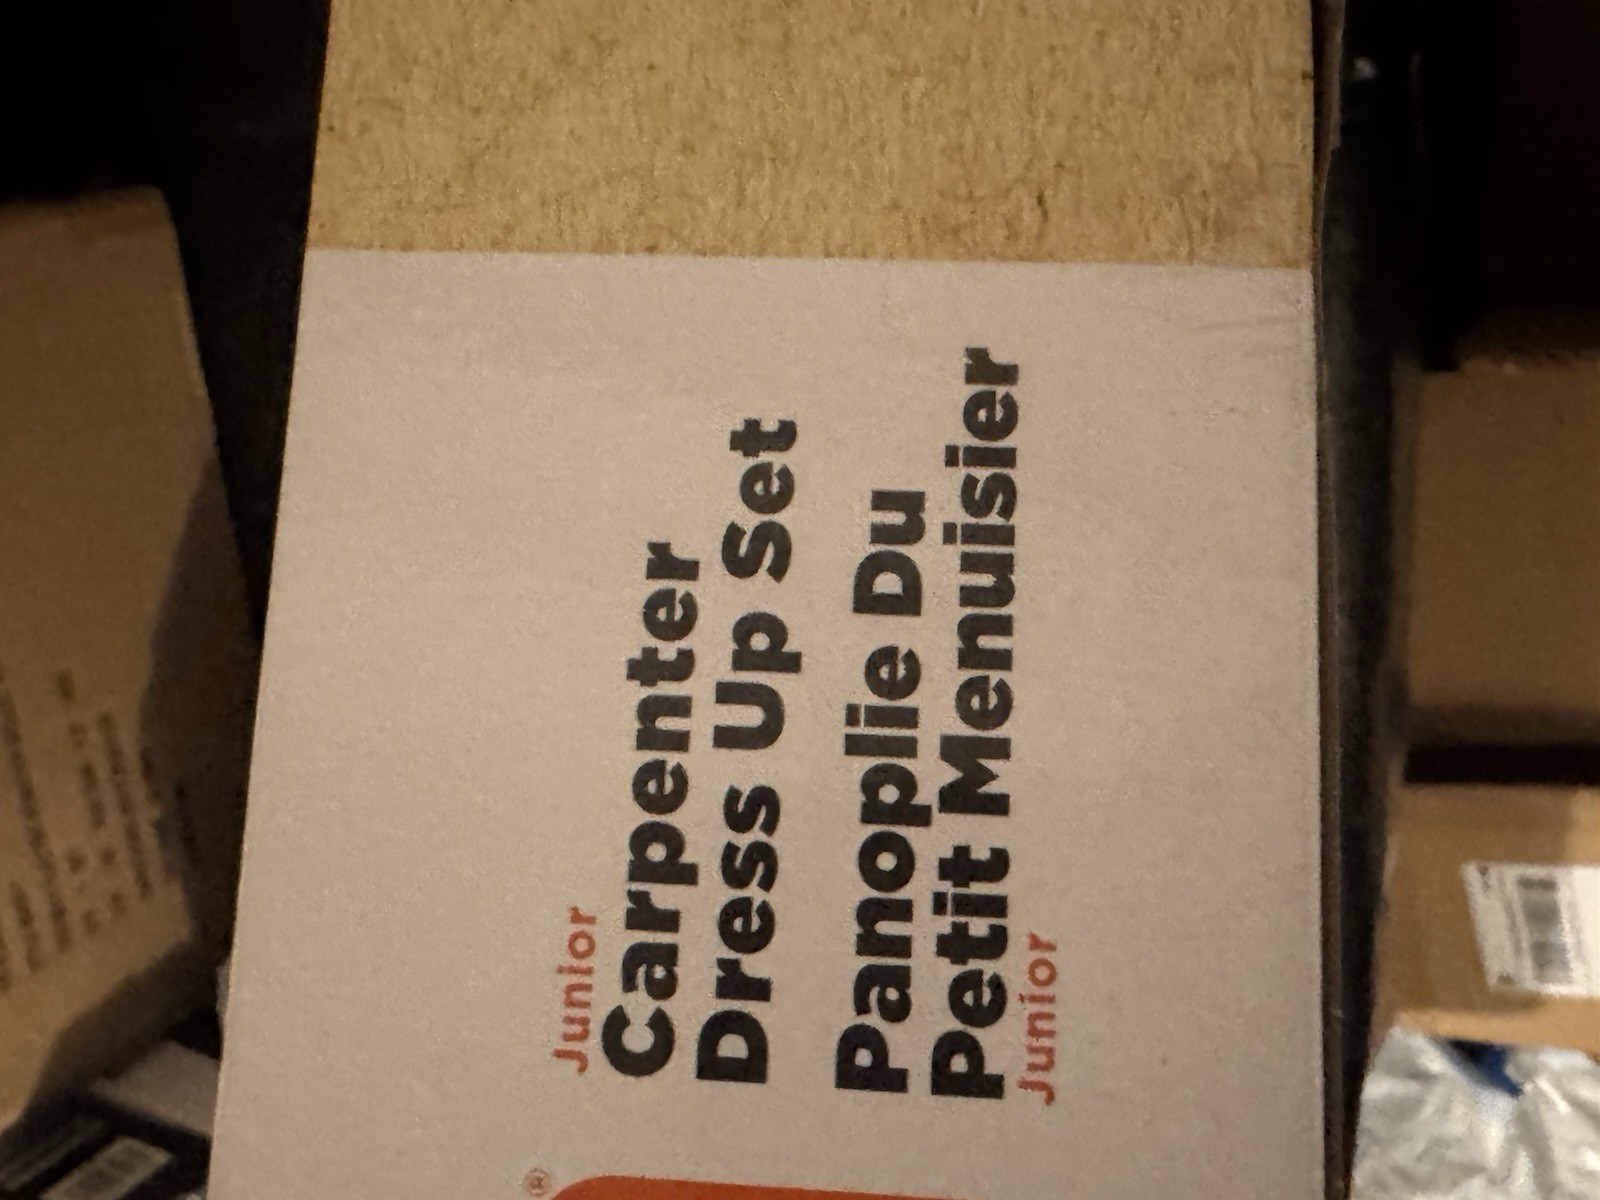 Junior
Carpenter
Dress Up Set
Panoplie Du
Petit Menuisier
Junior
®